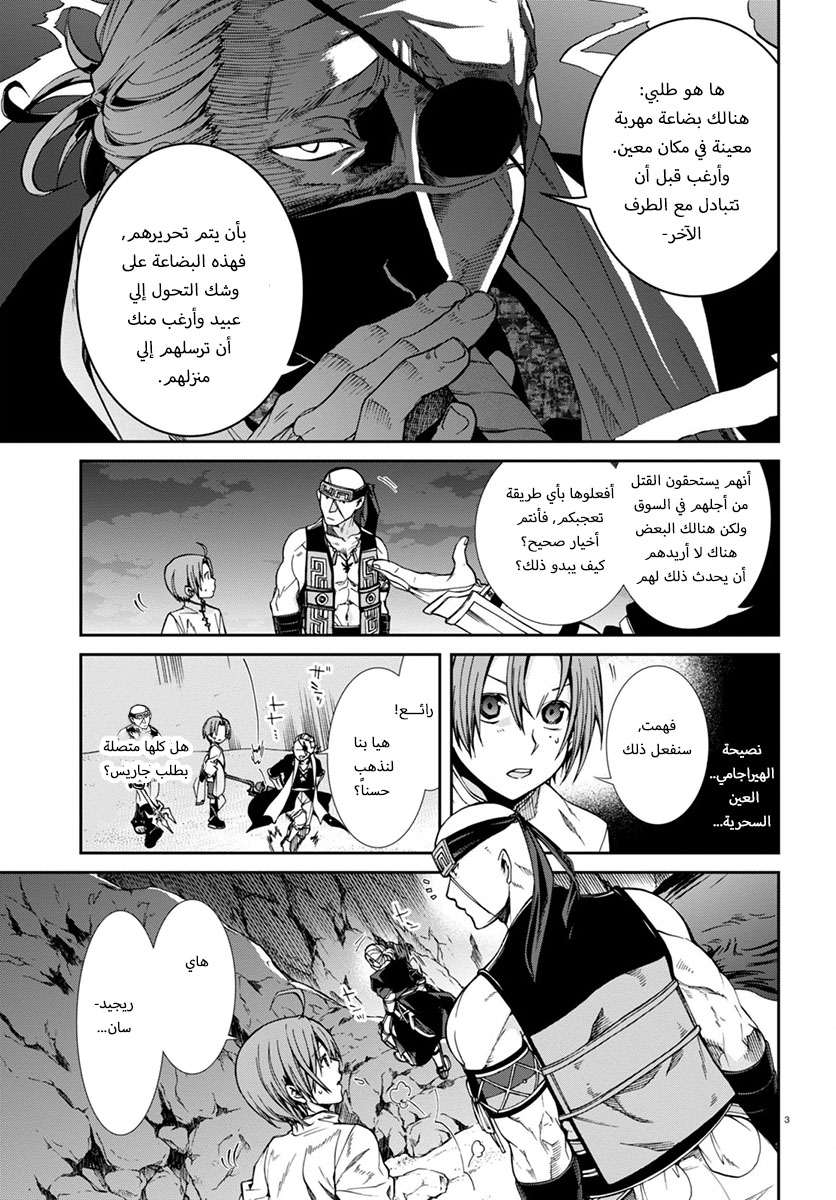 ها هو طلبي:
هنالك بضاعة مهربة
معينة في مكان معين.
وأرغب قبل أن
تتبادل مع الطرف
الآخر-
بأن يتم تحريرهم,
فهذه البضاعة على
وشك التحول إلي
عبيد وأرغب منك
أن ترسلهم إلي
منزلهم.
أنهم يستحقون القتل
من أجلهم في السوق
ولكن هنالك البعض
هناك لا أريدهم
أن يحدث ذلك لهم
أفعلوها بأي طريقة
تعجبكم, فأنتم
أخيار صحيح؟
كيف يبدو ذلك؟
فهمت,
سنفعل ذلك
نصيحة
الهيراجامي..
العين
السحرية...
رائــع!
هيا بنا
لنذهب
حسناً؟
هل كلها متصلة
بطلب جاريس؟
هاي
ريجيد-
سان...
3